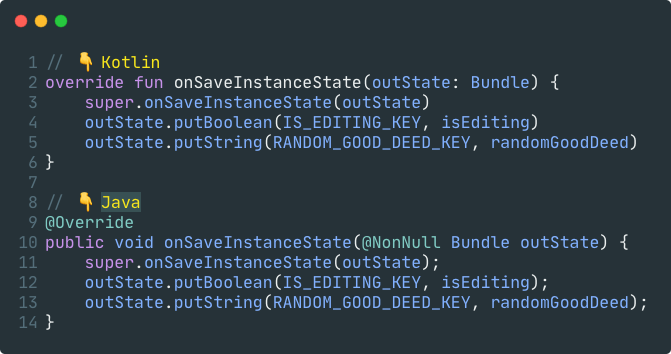 1 // 👇 Kotlin
2 override fun onSaveInstanceState(outState: Bundle) {
3     super.onSaveInstanceState(outState)
4     outState.putBoolean(IS_EDITING_KEY, isEditing)
5     outState.putString(RANDOM_GOOD_DEED_KEY, randomGoodDeed)
6 }
7
8 // 👇 Java
9 @Override
10 public void onSaveInstanceState(@NonNull Bundle outState) {
11     super.onSaveInstanceState(outState);
12     outState.putBoolean(IS_EDITING_KEY, isEditing);
13     outState.putString(RANDOM_GOOD_DEED_KEY, randomGoodDeed);
14 }